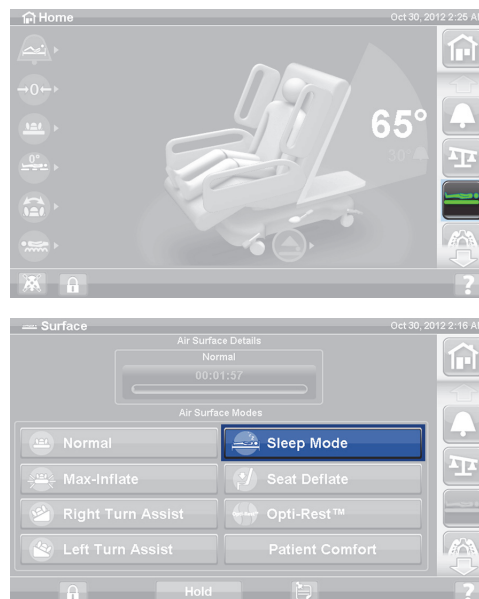 Home
Oct 30, 2012 2:25 A
→0←
0°
65°
30°
?
Surface
Oct 30, 2012 2:16 A
Air Surface Details
Normal
00:01:57
Air Surface Modes
Normal
Sleep Mode
Max-Inflate
Seat Deflate
Right Turn Assist
Opti-Rest™
Left Turn Assist
Patient Comfort
Hold
?